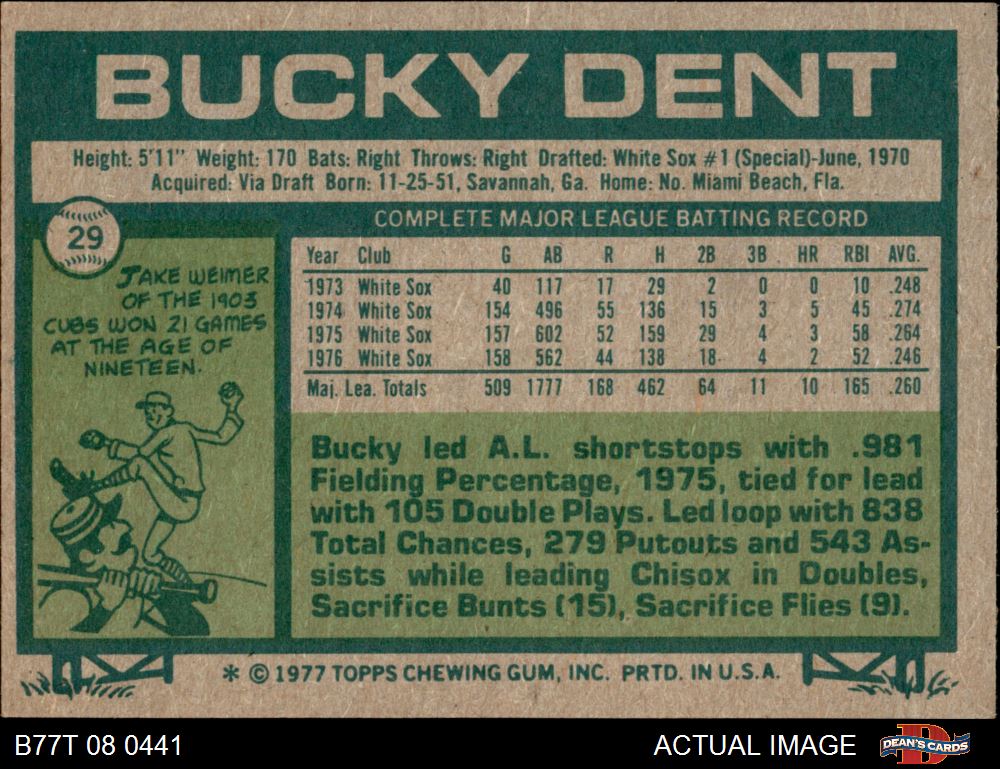 BUCKY DENT
Height: 5'11" Weight: 170 Bats: Right Throws: Right Drafted: White Sox #1 (Special)-June, 1970
Acquired: Via Draft Born: 11-25-51, Savannah, Ga. Home: No. Miami Beach, Fla.
29
JAKE WEIMER
OF THE 1903
CUBS WON 21 GAMES
AT THE AGE OF
NINETEEN.
COMPLETE MAJOR LEAGUE BATTING RECORD
Year Club G AB R H 2B 3B HR RBI AVG.
1973 White Sox 40 117 17 29 2 0 0 10 .248
1974 White Sox 154 496 55 136 15 3 5 45 .274
1975 White Sox 157 602 52 159 29 4 3 58 .264
1976 White Sox 158 562 44 138 18 4 2 52 .246
Maj. Lea. Totals 509 1777 168 462 64 11 10 165 .260
Bucky led A.L. shortstops with .981
Fielding Percentage, 1975, tied for lead
with 105 Double Plays. Led loop with 838
Total Chances, 279 Putouts and 543 As-
sists while leading Chisox in Doubles,
Sacrifice Bunts (15), Sacrifice Flies (9).
* © 1977 TOPPS CHEWING GUM, INC. PRTD. IN U.S.A.
B77T 08 0441
ACTUAL IMAGE
DEAN'S CARDS